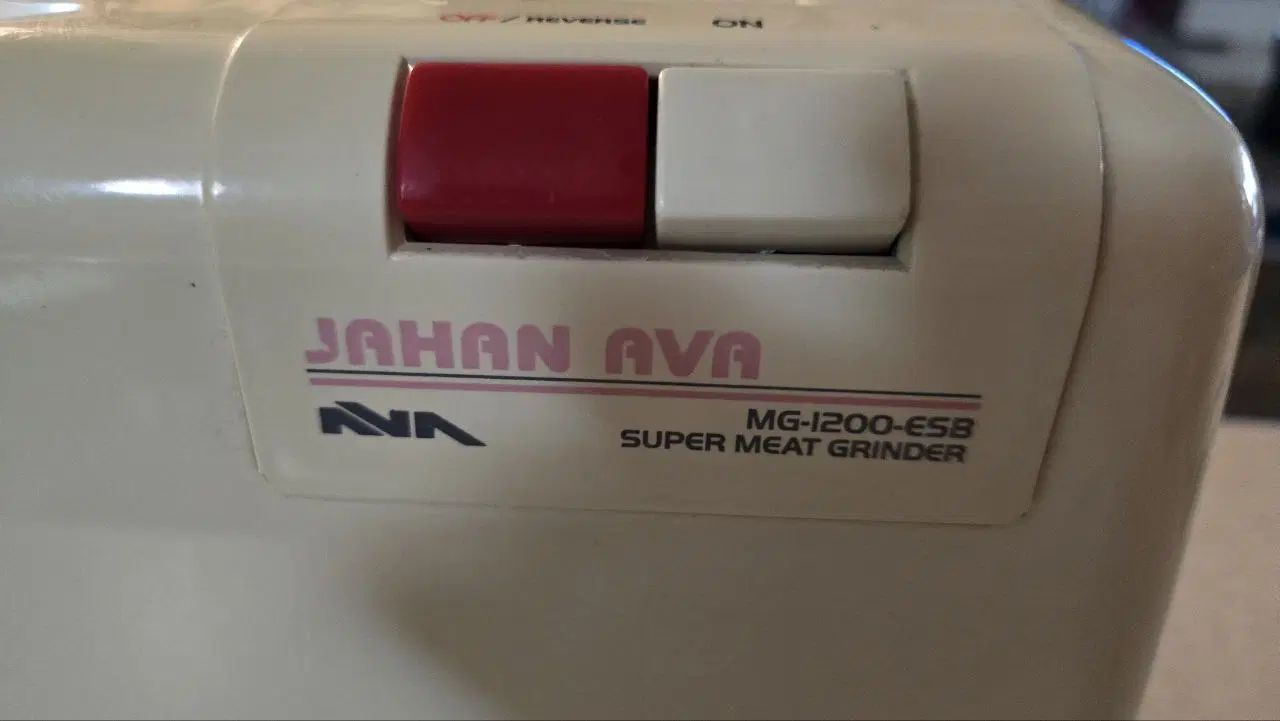 OFF/REVERSE ON
JAHAN AVA
AVA
MG-1200-ESB
SUPER MEAT GRINDER